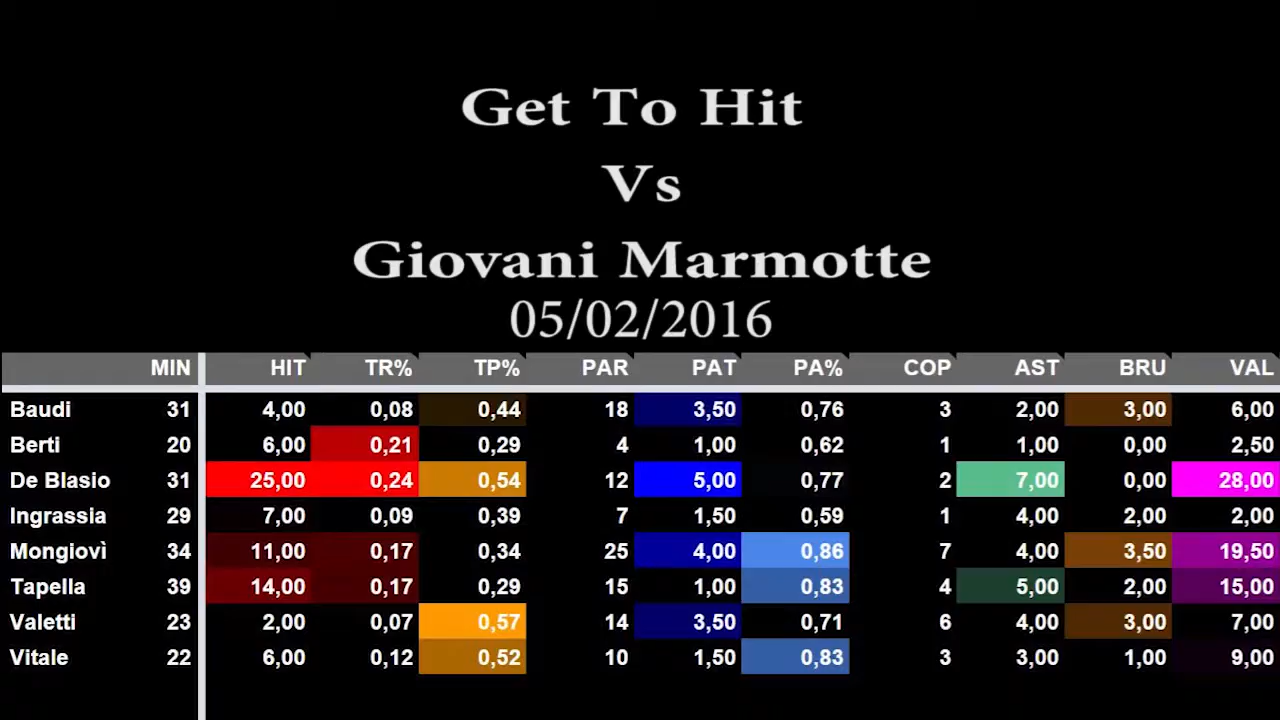 Get To Hit
Vs
Giovani Marmotte
05/02/2016
MIN HIT TR% TP% PAR PAT PA% COP AST BRU VAL
Baudi 31 4,00 0,08 0,44 18 3,50 0,76 3 2,00 3,00 6,00
Berti 20 6,00 0,21 0,29 4 1,00 0,62 1 1,00 0,00 2,50
De Blasio 31 25,00 0,24 0,54 12 5,00 0,77 2 7,00 0,00 28,00
Ingrassia 29 7,00 0,09 0,39 7 1,50 0,59 1 4,00 2,00 2,00
Mongiovì 34 11,00 0,17 0,34 25 4,00 0,86 7 4,00 3,50 19,50
Tapella 39 14,00 0,17 0,29 15 1,00 0,83 4 5,00 2,00 15,00
Valetti 23 2,00 0,07 0,57 14 3,50 0,71 6 4,00 3,00 7,00
Vitale 22 6,00 0,12 0,52 10 1,50 0,83 3 3,00 1,00 9,00